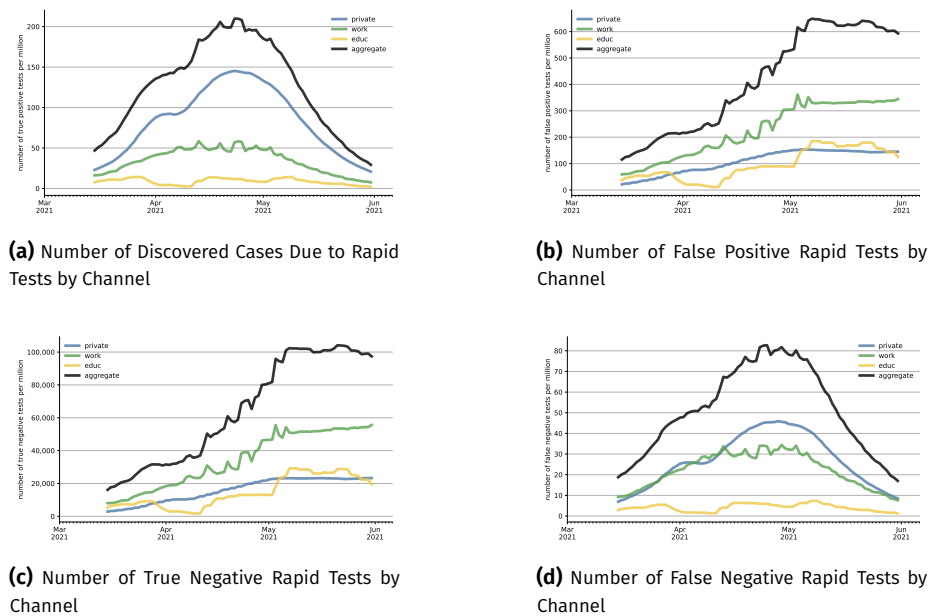 number of true positive tests per million
200
150
100
50
0
private
work
educ
aggregate
Mar
2021
Apr
2021
May
2021
Jun
2021
(a) Number of Discovered Cases Due to Rapid
Tests by Channel
number of false positive tests per million
600
500
400
300
200
100
0
private
work
educ
aggregate
Mar
2021
Apr
2021
May
2021
Jun
2021
(b) Number of False Positive Rapid Tests by
Channel
number of true negative tests per million
100,000
80,000
60,000
40,000
20,000
0
private
work
educ
aggregate
Mar
2021
Apr
2021
May
2021
Jun
2021
(c) Number of True Negative Rapid Tests by
Channel
number of false negative tests per million
80
70
60
50
40
30
20
10
0
private
work
educ
aggregate
Mar
2021
Apr
2021
May
2021
Jun
2021
(d) Number of False Negative Rapid Tests by
Channel